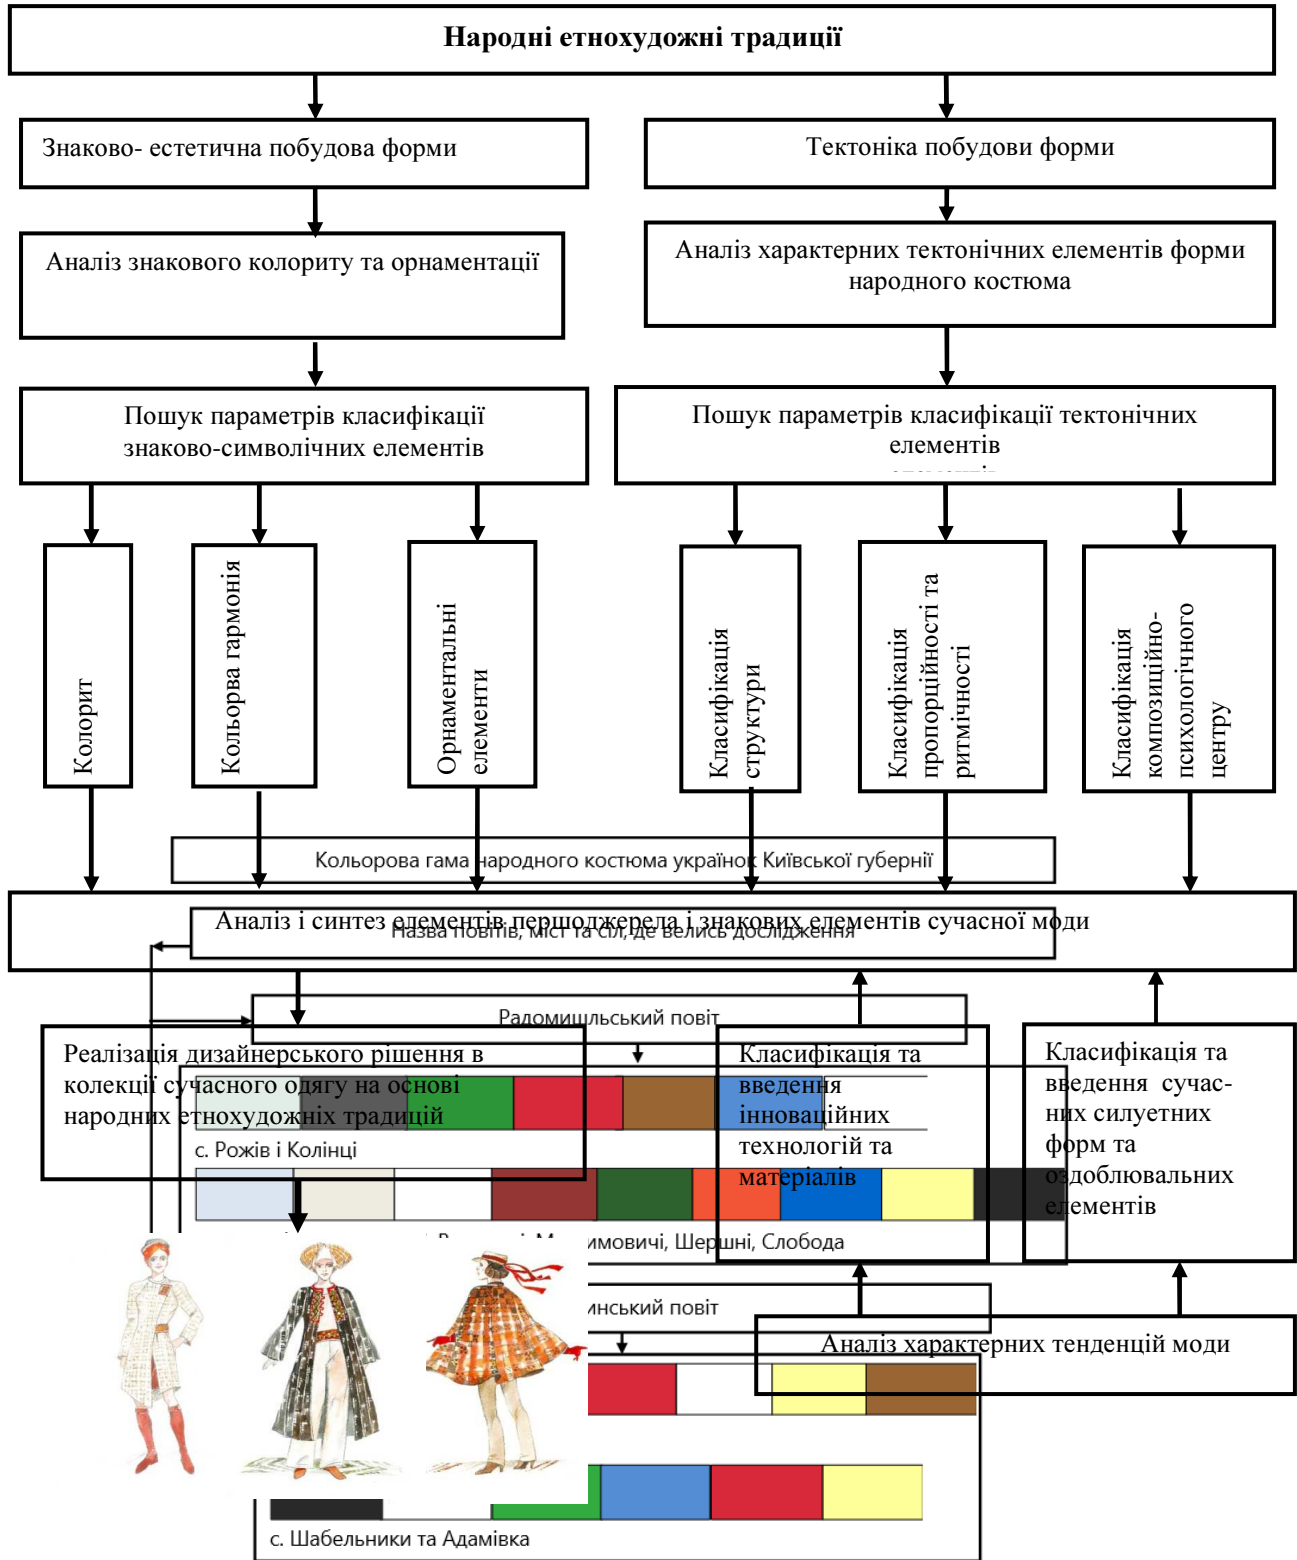 Народні етнохудожні традиції
Знаково- естетична побудова форми
Тектоніка побудови форми
Аналіз знакового колориту та орнаментації
Аналіз характерних тектонічних елементів форми
народного костюма
Пошук параметрів класифікації
знаково-символічних елементів
Пошук параметрів класифікації тектонічних
елементів
Колорит
Кольорва гармонія
Орнаментальні
елементи
Класифікація
структури
Класифікація
пропорційності та
ритмічності
Класифікація
композиційно-
психологічного
центру
Кольорова гама народного костюма українок Київської губернії
Аналіз і синтез елементів першоджерела і знакових елементів сучасної моди
Назва повітів, міст та сіл, де велись дослідження
Радомишльський повіт
Реалізація дизайнерського рішення в
колекції сучасного одягу на основі
народних етнохудожніх традицій
Класифікація та
введення
інноваційних
технологій та
матеріалів
Класифікація та
введення сучас-
них силуетних
форм та
оздоблювальних
елементів
с. Рожів і Колінці
Шершні, Слобода
инський повіт
Аналіз характерних тенденцій моди
с. Шабельники та Адамівка